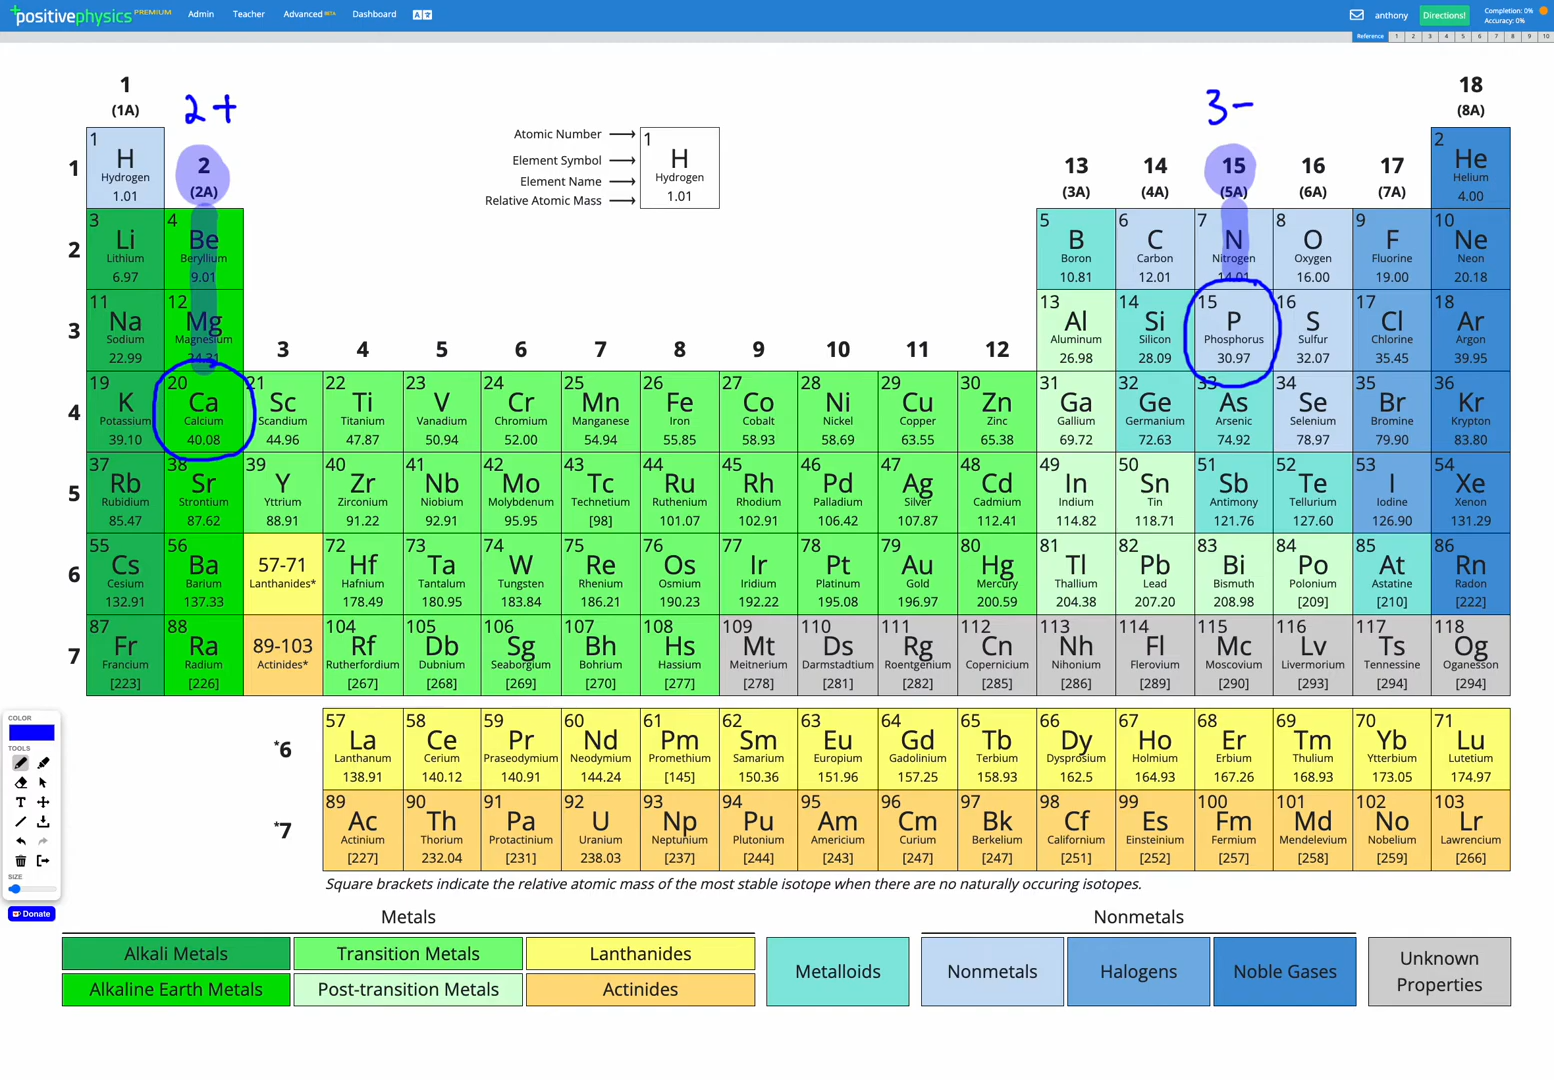 +positivephysics PREMIUM Admin Teacher Advanced BETA Dashboard A anthony Directions! Completion: 0%
Accuracy: 0%
Reference 1 2 3 4 5 6 7 8 9 10
1 18
(1A) 2+ 3- (8A)
1 H Hydrogen 1.01
2 (2A)
Atomic Number
Element Symbol
Element Name
Relative Atomic Mass
1 H Hydrogen 1.01
13 (3A) 14 (4A) 15 (5A) 16 (6A) 17 (7A)
2 He Helium 4.00
1
2
3 Li Lithium 6.97
4 Be Beryllium 9.01
5 B Boron 10.81
6 C Carbon 12.01
7 N Nitrogen 14.01
8 O Oxygen 16.00
9 F Fluorine 19.00
10 Ne Neon 20.18
3
11 Na Sodium 22.99
12 Mg Magnesium 24.31
3 4 5 6 7 8 9 10 11 12
13 Al Aluminum 26.98
14 Si Silicon 28.09
15 P Phosphorus 30.97
16 S Sulfur 32.07
17 Cl Chlorine 35.45
18 Ar Argon 39.95
4
19 K Potassium 39.10
20 Ca Calcium 40.08
21 Sc Scandium 44.96
22 Ti Titanium 47.87
23 V Vanadium 50.94
24 Cr Chromium 52.00
25 Mn Manganese 54.94
26 Fe Iron 55.85
27 Co Cobalt 58.93
28 Ni Nickel 58.69
29 Cu Copper 63.55
30 Zn Zinc 65.38
31 Ga Gallium 69.72
32 Ge Germanium 72.63
33 As Arsenic 74.92
34 Se Selenium 78.97
35 Br Bromine 79.90
36 Kr Krypton 83.80
5
37 Rb Rubidium 85.47
38 Sr Strontium 87.62
39 Y Yttrium 88.91
40 Zr Zirconium 91.22
41 Nb Niobium 92.91
42 Mo Molybdenum 95.95
43 Tc Technetium [98]
44 Ru Ruthenium 101.07
45 Rh Rhodium 102.91
46 Pd Palladium 106.42
47 Ag Silver 107.87
48 Cd Cadmium 112.41
49 In Indium 114.82
50 Sn Tin 118.71
51 Sb Antimony 121.76
52 Te Tellurium 127.60
53 I Iodine 126.90
54 Xe Xenon 131.29
6
55 Cs Cesium 132.91
56 Ba Barium 137.33
57-71 Lanthanides*
72 Hf Hafnium 178.49
73 Ta Tantalum 180.95
74 W Tungsten 183.84
75 Re Rhenium 186.21
76 Os Osmium 190.23
77 Ir Iridium 192.22
78 Pt Platinum 195.08
79 Au Gold 196.97
80 Hg Mercury 200.59
81 Tl Thallium 204.38
82 Pb Lead 207.20
83 Bi Bismuth 208.98
84 Po Polonium [209]
85 At Astatine [210]
86 Rn Radon [222]
7
87 Fr Francium [223]
88 Ra Radium [226]
89-103 Actinides*
104 Rf Rutherfordium [267]
105 Db Dubnium [268]
106 Sg Seaborgium [269]
107 Bh Bohrium [270]
108 Hs Hassium [277]
109 Mt Meitnerium [278]
110 Ds Darmstadtium [281]
111 Rg Roentgenium [282]
112 Cn Copernicium [285]
113 Nh Nihonium [286]
114 Fl Flerovium [289]
115 Mc Moscovium [290]
116 Lv Livermorium [293]
117 Ts Tennessine [294]
118 Og Oganesson [294]
*6
57 La Lanthanum 138.91
58 Ce Cerium 140.12
59 Pr Praseodymium 140.91
60 Nd Neodymium 144.24
61 Pm Promethium [145]
62 Sm Samarium 150.36
63 Eu Europium 151.96
64 Gd Gadolinium 157.25
65 Tb Terbium 158.93
66 Dy Dysprosium 162.5
67 Ho Holmium 164.93
68 Er Erbium 167.26
69 Tm Thulium 168.93
70 Yb Ytterbium 173.05
71 Lu Lutetium 174.97
*7
89 Ac Actinium [227]
90 Th Thorium 232.04
91 Pa Protactinium [231]
92 U Uranium 238.03
93 Np Neptunium [237]
94 Pu Plutonium [244]
95 Am Americium [243]
96 Cm Curium [247]
97 Bk Berkelium [247]
98 Cf Californium [251]
99 Es Einsteinium [252]
100 Fm Fermium [257]
101 Md Mendelevium [258]
102 No Nobelium [259]
103 Lr Lawrencium [266]
COLOR
TOOLS
T
SIZE
Donate
Square brackets indicate the relative atomic mass of the most stable isotope when there are no naturally occuring isotopes.
Metals Nonmetals
Alkali Metals Transition Metals Lanthanides Metalloids Nonmetals Halogens Noble Gases Unknown Properties
Alkaline Earth Metals Post-transition Metals Actinides